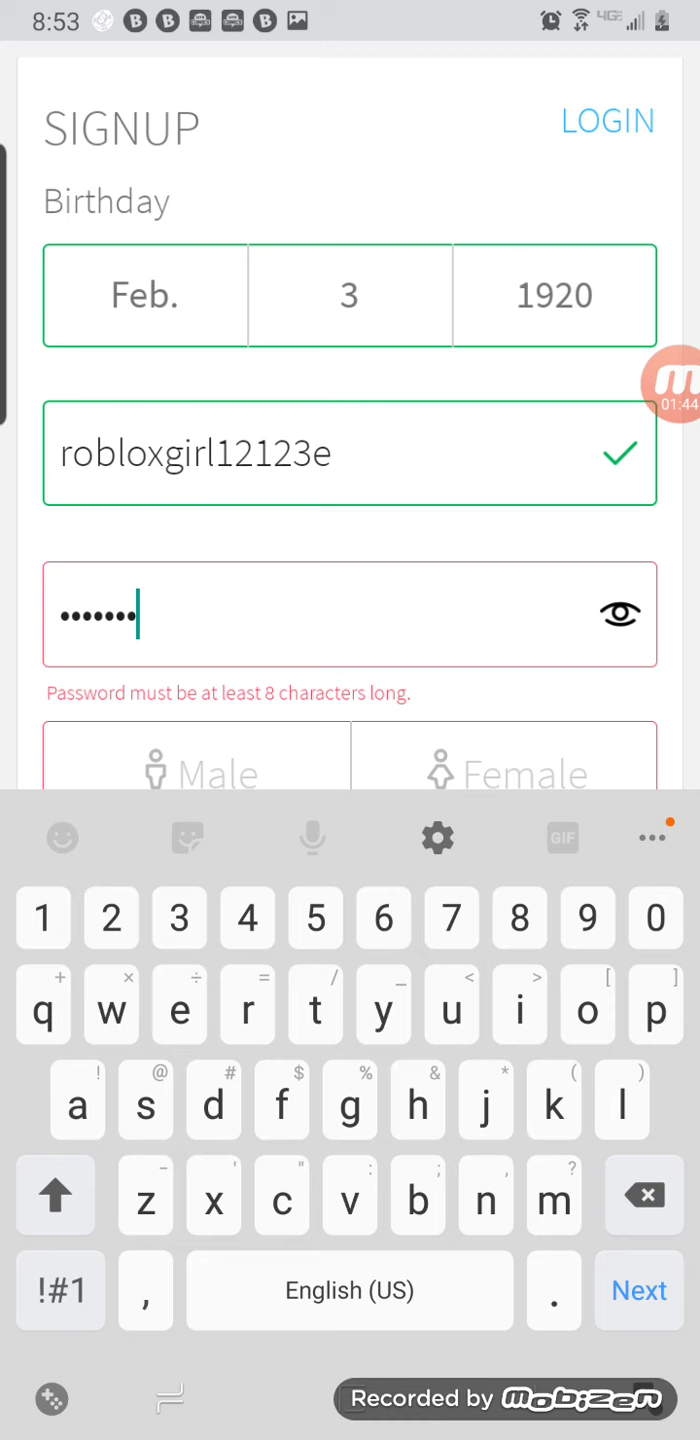 8:53 4GE
SIGNUP LOGIN
Birthday
Feb. 3 1920
01:44
robloxgirl12123e
•••••••
Password must be at least 8 characters long.
Male Female
GIF
1 2 3 4 5 6 7 8 9 0
+ × ÷ = / _ < > [ ]
q w e r t y u i o p
! @ # $ % & * ( )
a s d f g h j k l
- ' " : ; , ?
z x c v b n m
!#1 , English (US) . Next
Recorded by mobizen